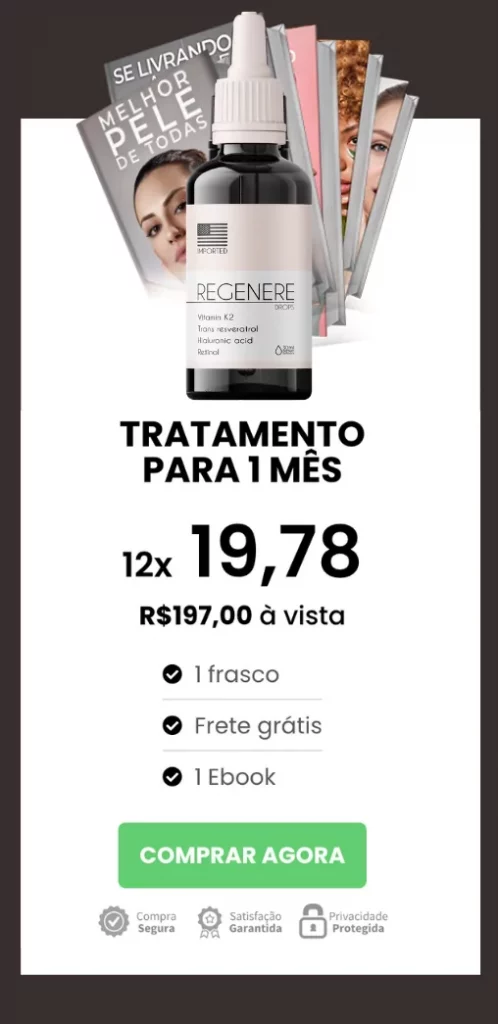 SE LIVRANDO
MELHOR
PELE
DE TODAS
IMPORTED
REGENERE
DROPS
Vitamin K2
Trans resveratrol
Hialuronic acid
Retinol
TRATAMENTO
PARA 1 MÊS
12x 19,78
R$197,00 à vista
1 frasco
Frete grátis
1 Ebook
COMPRAR AGORA
Compra
Segura
Satisfação
Garantida
Privacidade
Protegida